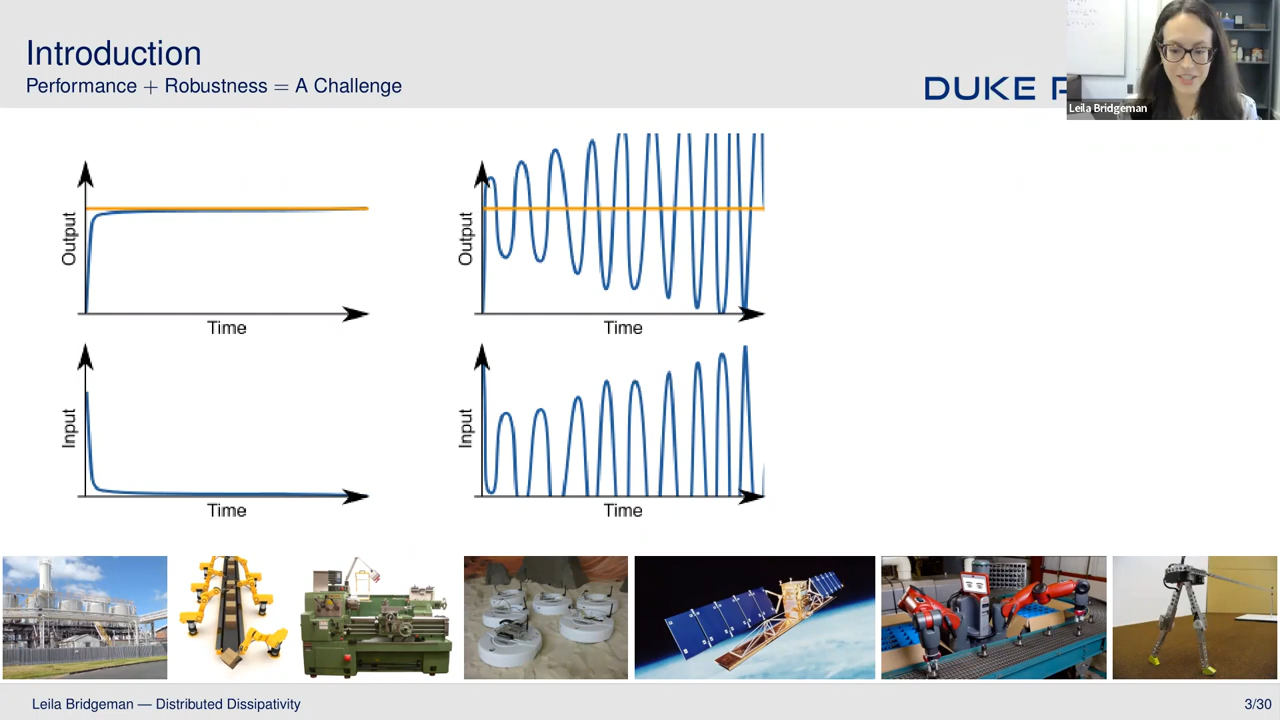 Introduction
Performance + Robustness = A Challenge
DUKE
Leila Bridgeman
Output
Time
Output
Time
Input
Time
Input
Time
Leila Bridgeman — Distributed Dissipativity
3/30